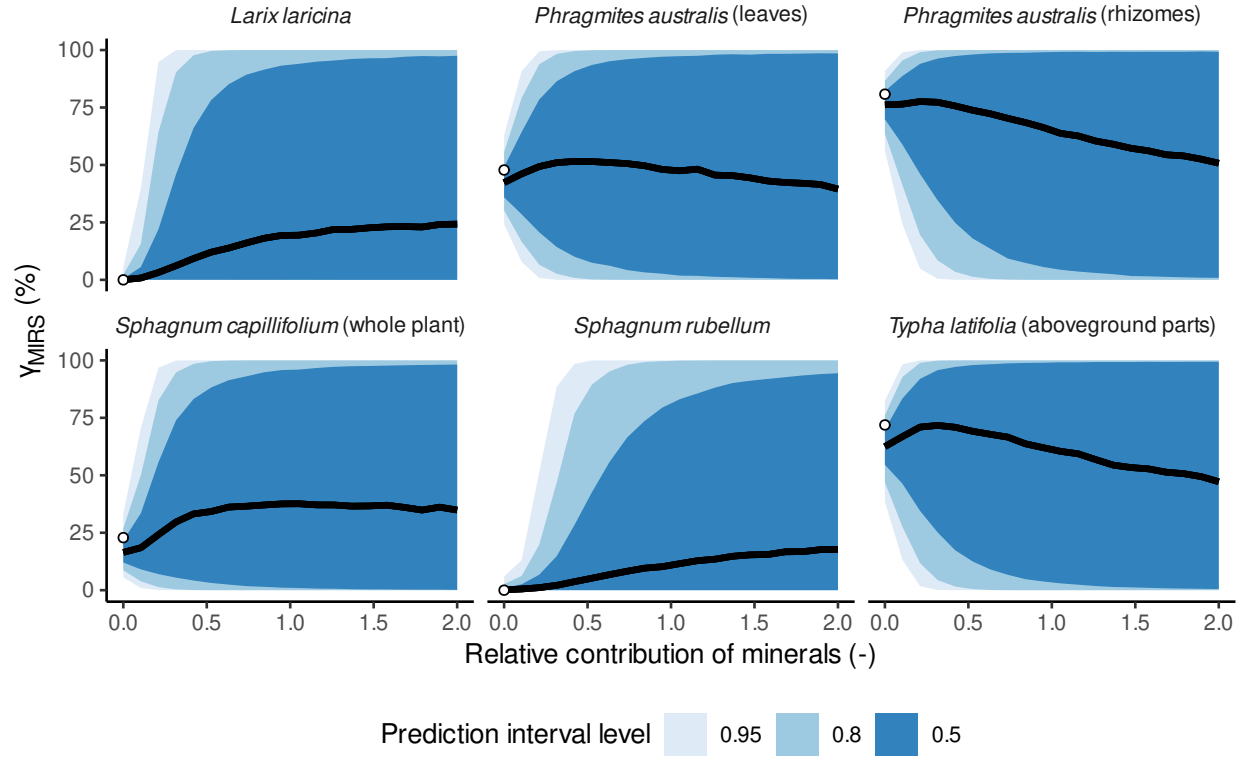 Larix laricina
Phragmites australis (leaves)
Phragmites australis (rhizomes)
100
75
50
25
0
Sphagnum capillifolium (whole plant)
Sphagnum rubellum
Typha latifolia (aboveground parts)
100
75
50
25
0
γMIRS (%)
0.0 0.5 1.0 1.5 2.0
0.0 0.5 1.0 1.5 2.0
0.0 0.5 1.0 1.5 2.0
Relative contribution of minerals (-)
Prediction interval level 0.95 0.8 0.5